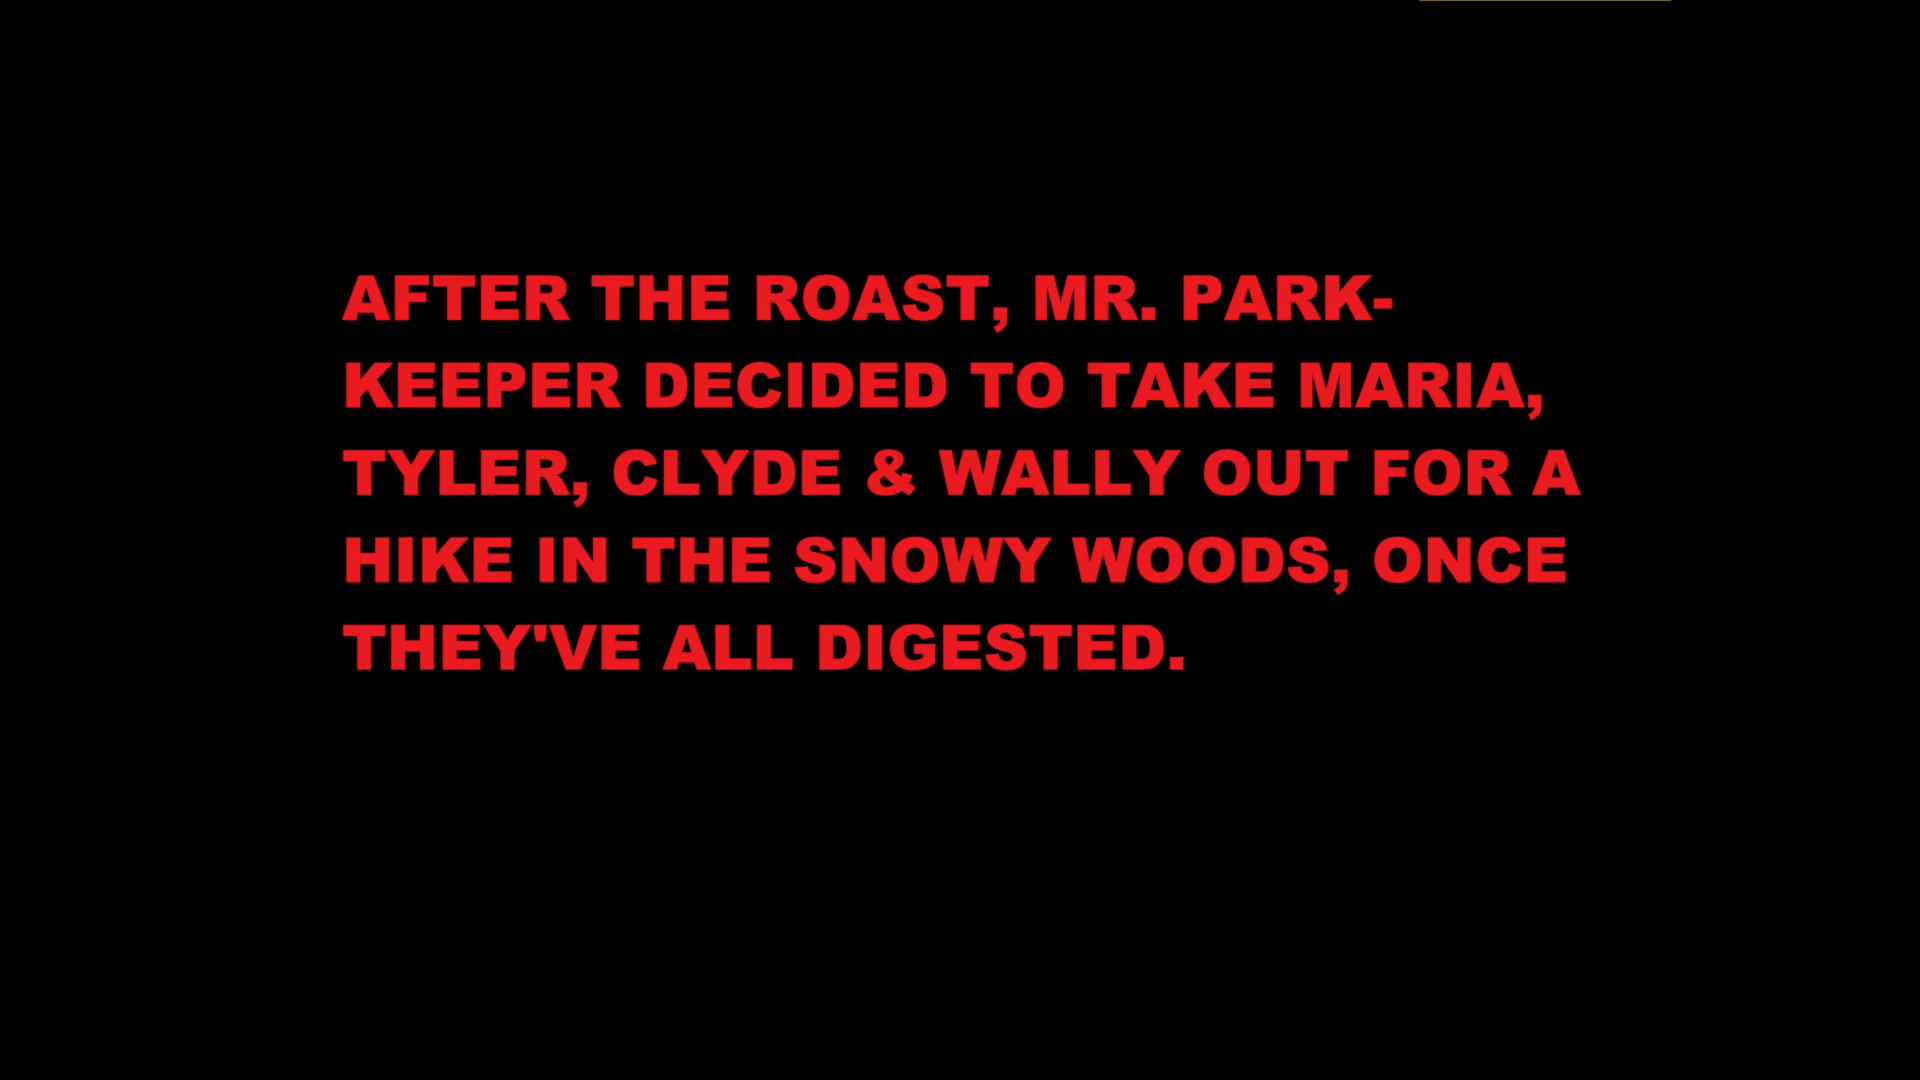 AFTER THE ROAST, MR. PARK-
KEEPER DECIDED TO TAKE MARIA,
TYLER, CLYDE & WALLY OUT FOR A
HIKE IN THE SNOWY WOODS, ONCE
THEY'VE ALL DIGESTED.